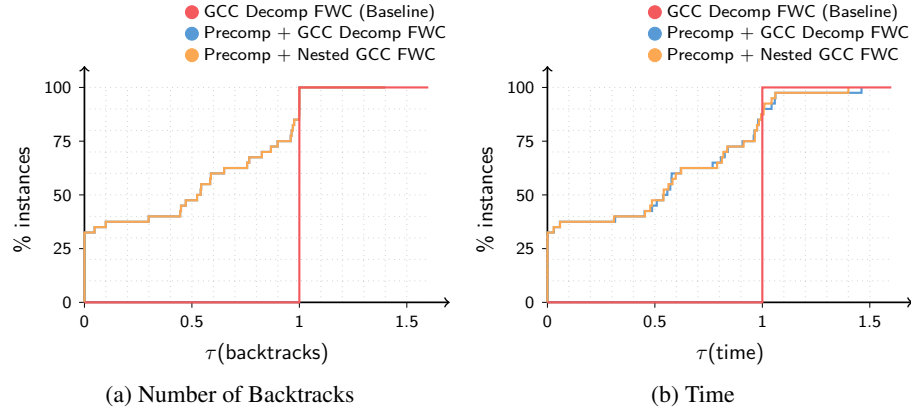 GCC Decomp FWC (Baseline)
Precomp + GCC Decomp FWC
Precomp + Nested GCC FWC
% instances
100
75
50
25
0
0 0.5 1 1.5
τ(backtracks)
(a) Number of Backtracks
GCC Decomp FWC (Baseline)
Precomp + GCC Decomp FWC
Precomp + Nested GCC FWC
% instances
100
75
50
25
0
0 0.5 1 1.5
τ(time)
(b) Time